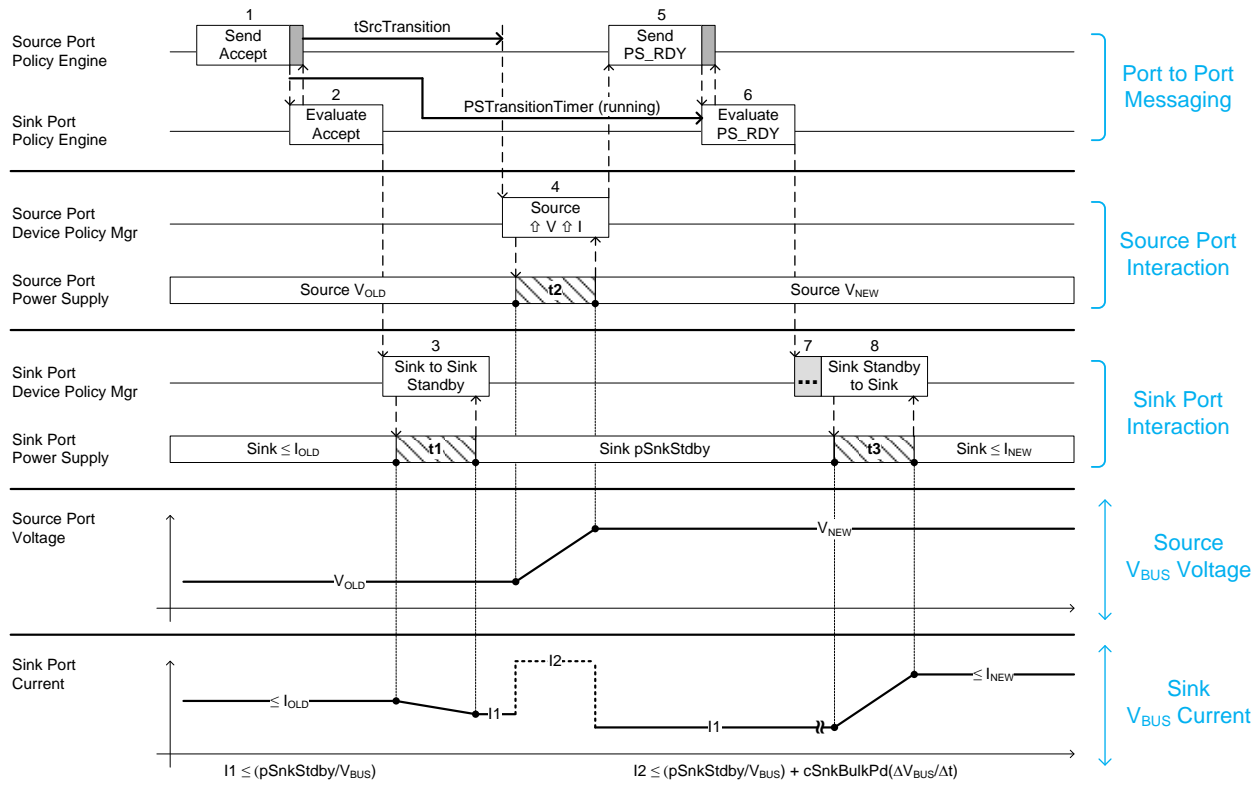 1
5
Send
Accept
tSrcTransition
Send
PS_RDY
Source Port
Policy Engine
Port to Port
Messaging
2
6
PSTransitionTimer (running)
Evaluate
Accept
Evaluate
PS_RDY
Sink Port
Policy Engine
4
Source Port
Device Policy Mgr
Source
⇧ V ⇧ I
Source Port
Interaction
Source Port
Power Supply
Source VOLD
t2
Source VNEW
3
7
8
Sink Port
Device Policy Mgr
Sink to Sink
Standby
...
Sink Standby
to Sink
Sink Port
Interaction
Sink Port
Power Supply
Sink ≤ IOLD
t1
Sink pSnkStdby
t3
Sink ≤ INEW
Source Port
Voltage
VOLD
VNEW
Source
VBUS Voltage
Sink Port
Current
≤ IOLD
I1
I2
I1
≤ INEW
Sink
VBUS Current
I1 ≤ (pSnkStdby/VBUS)
I2 ≤ (pSnkStdby/VBUS) + cSnkBulkPd(ΔVBUS/Δt)